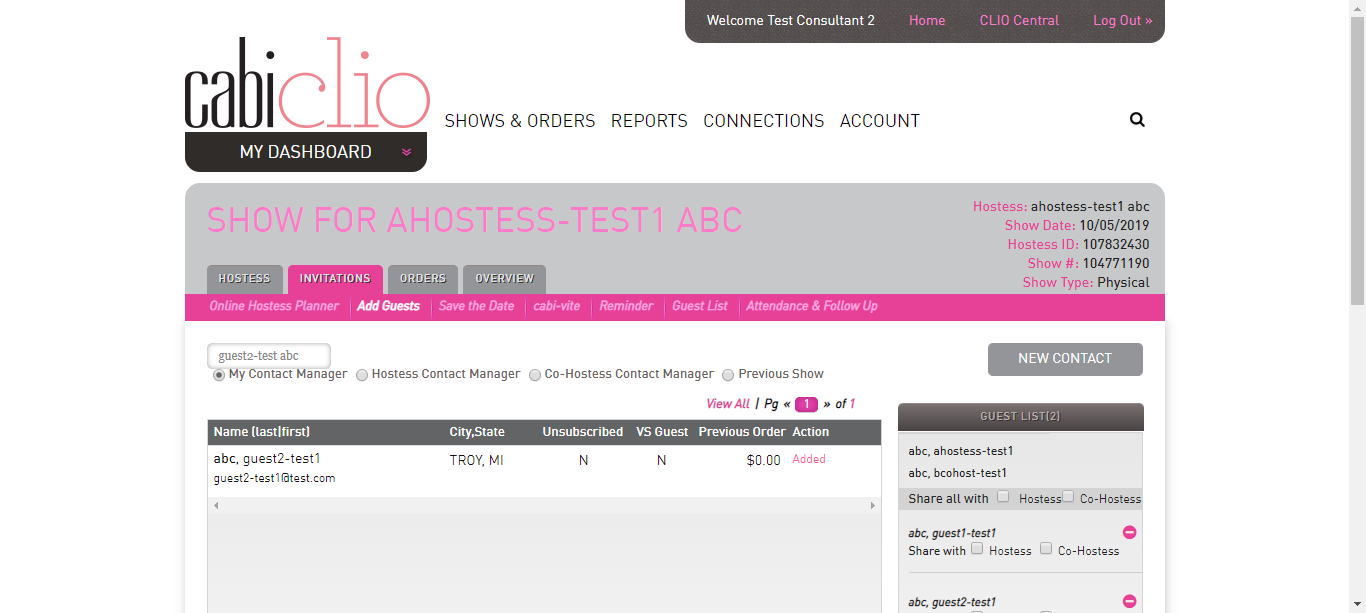 Welcome Test Consultant 2 Home CLIO Central Log Out »
cabi clio
MY DASHBOARD
SHOWS & ORDERS REPORTS CONNECTIONS ACCOUNT
SHOW FOR AHOSTESS-TEST1 ABC
Hostess: ahostess-test1 abc
Show Date: 10/05/2019
Hostess ID: 107832430
Show #: 104771190
Show Type: Physical
HOSTESS INVITATIONS ORDERS OVERVIEW
Online Hostess Planner Add Guests Save the Date cabi-vite Reminder Guest List Attendance & Follow Up
guest2-test abc
My Contact Manager Hostess Contact Manager Co-Hostess Contact Manager Previous Show
NEW CONTACT
View All | Pg « 1 » of 1
Name (last|first) City,State Unsubscribed VS Guest Previous Order Action
abc, guest2-test1 TROY, MI N N $0.00 Added
guest2-test1@test.com
GUEST LIST(2)
abc, ahostess-test1
abc, bcohost-test1
Share all with Hostess Co-Hostess
abc, guest1-test1
Share with Hostess Co-Hostess
abc, guest2-test1